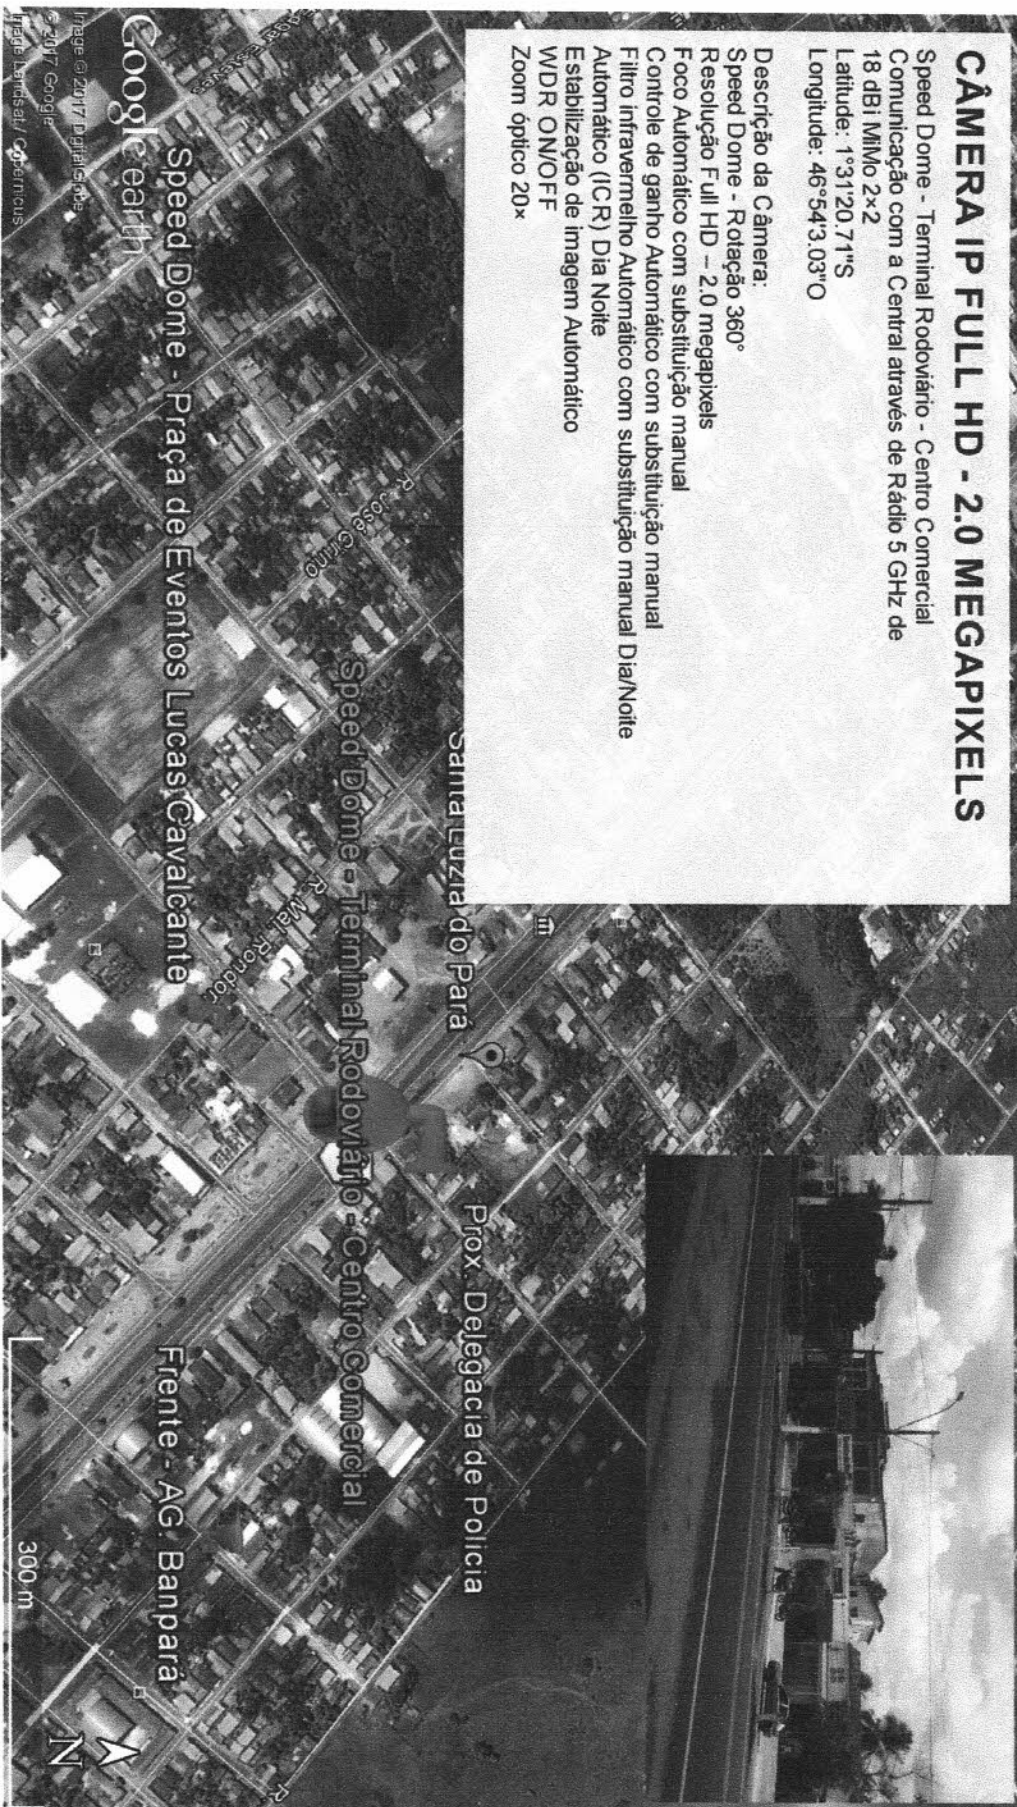 CÂMERA IP FULL HD - 2.0 MEGAPIXELS
Speed Dome - Terminal Rodoviário - Centro Comercial
Comunicação com a Central através de Rádio 5 GHz de
18 dBi MiMo 2×2
Latitude: 1°31'20.71"S
Longitude: 46°54'3.03"O
Descrição da Câmera:
Speed Dome - Rotação 360°
Resolução Full HD – 2.0 megapixels
Foco Automático com substituição manual
Controle de ganho Automático com substituição manual
Filtro infravermelho Automático com substituição manual Dia/Noite
Automático (ICR) Dia Noite
Estabilização de imagem Automático
WDR ON/OFF
Zoom óptico 20×
Prox. Delegacia de Policia
Santa Luzia do Pará
Speed Dome - Terminal Rodoviário - Centro Comercial
R. José Cirino
R. Mal. Rondon
Speed Dome - Praça de Eventos Lucas Cavalcante
Frente - AG. Banpará
Google earth
Image © 2017 DigitalGlobe
© 2017 Google
Image Landsat / Copernicus
300 m
N